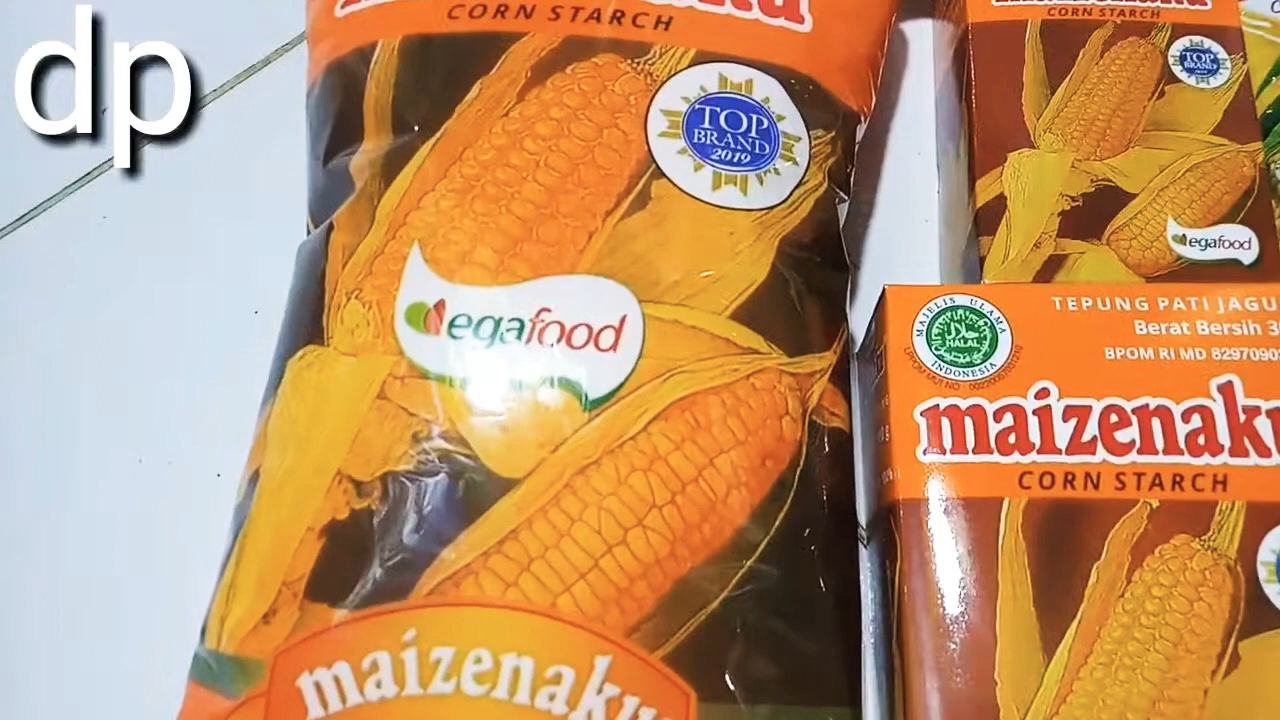 dp
CORN STARCH
TOP
BRAND
2019
egafood
maizenaku
CORN STARCH
TOP
BRAND
egafood
MAJELIS ULAMA
حلال
HALAL
INDONESIA
TEPUNG PATI JAGU
Berat Bersih 3
BPOM RI MD 8297090
maizenaku
CORN STARCH